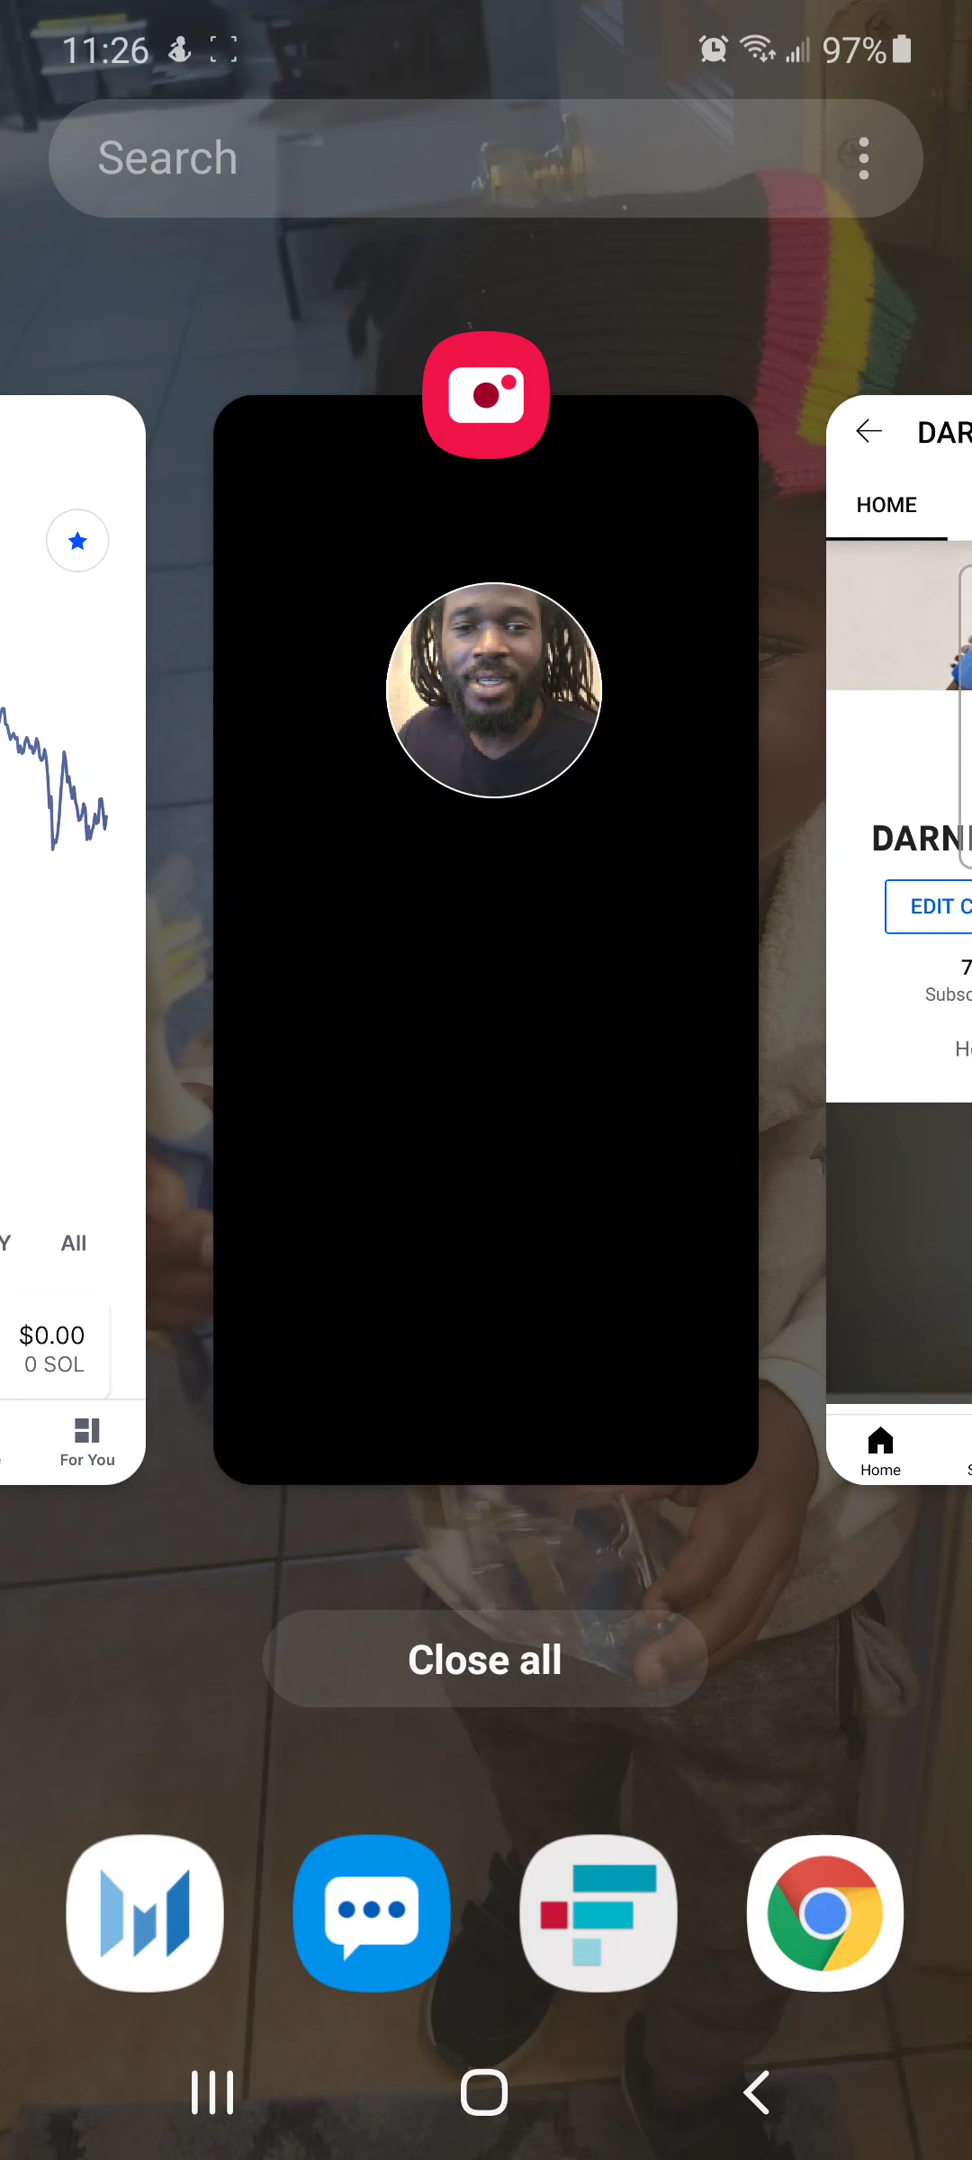 11:26
97%
Search
DAR
HOME
DARN
EDIT C
7
Subsc
H
Y All
$0.00
0 SOL
For You
Home
Close all